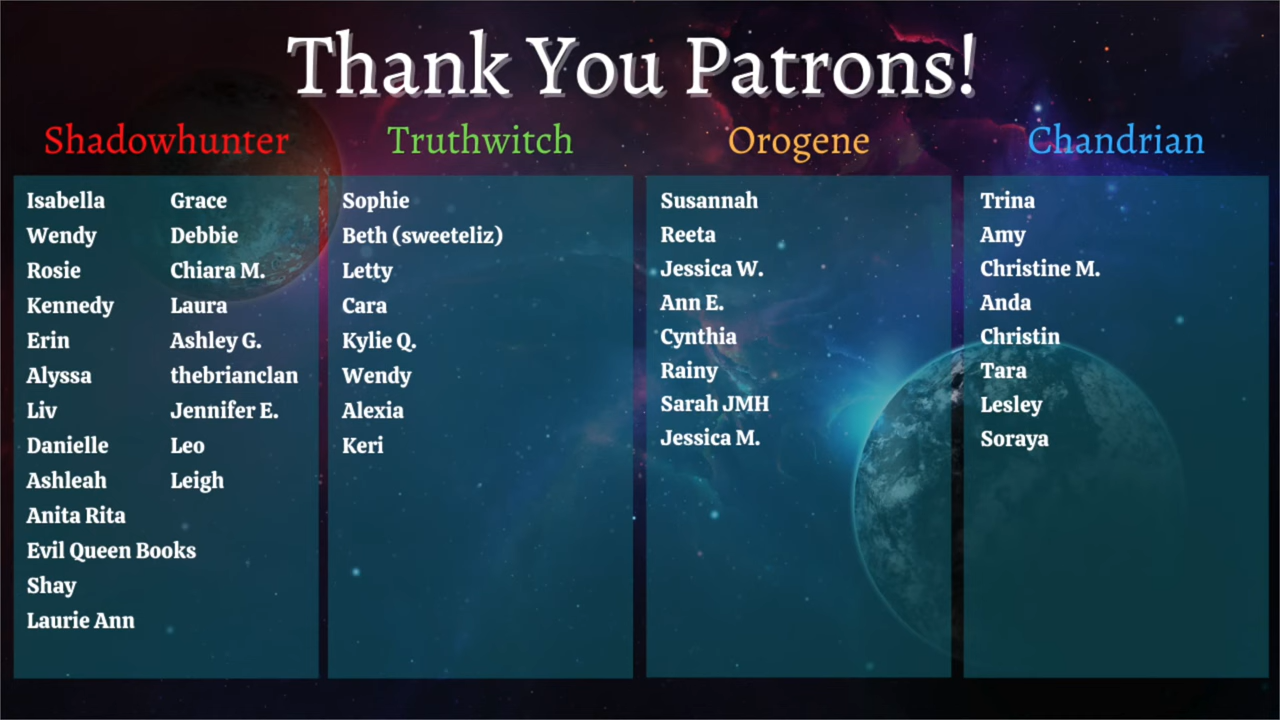 Thank You Patrons!
Shadowhunter
Isabella
Wendy
Rosie
Kennedy
Erin
Alyssa
Liv
Danielle
Ashleah
Anita Rita
Evil Queen Books
Shay
Laurie Ann
Grace
Debbie
Chiara M.
Laura
Ashley G.
thebrianclan
Jennifer E.
Leo
Leigh
Truthwitch
Sophie
Beth (sweeteliz)
Letty
Cara
Kylie Q.
Wendy
Alexia
Keri
Orogene
Susannah
Reeta
Jessica W.
Ann E.
Cynthia
Rainy
Sarah JMH
Jessica M.
Chandrian
Trina
Amy
Christine M.
Anda
Christin
Tara
Lesley
Soraya